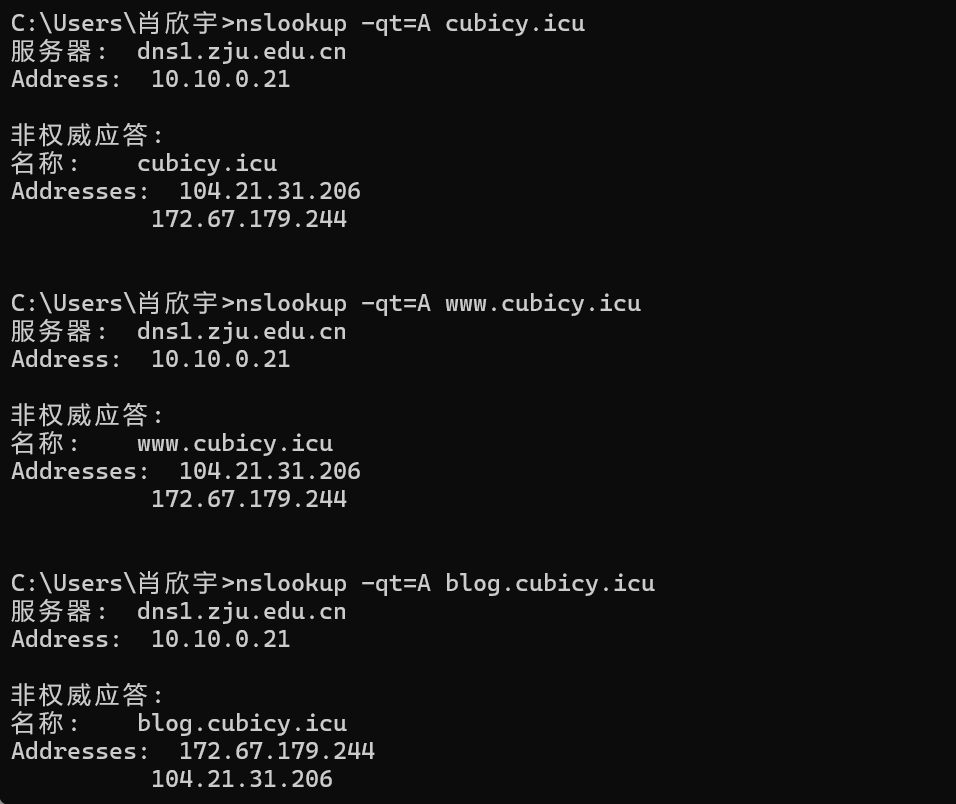 C:\Users\肖欣宇>nslookup -qt=A cubicy.icu
服务器:  dns1.zju.edu.cn
Address:  10.10.0.21
非权威应答:
名称:    cubicy.icu
Addresses:  104.21.31.206
          172.67.179.244
C:\Users\肖欣宇>nslookup -qt=A www.cubicy.icu
服务器:  dns1.zju.edu.cn
Address:  10.10.0.21
非权威应答:
名称:    www.cubicy.icu
Addresses:  104.21.31.206
          172.67.179.244
C:\Users\肖欣宇>nslookup -qt=A blog.cubicy.icu
服务器:  dns1.zju.edu.cn
Address:  10.10.0.21
非权威应答:
名称:    blog.cubicy.icu
Addresses:  172.67.179.244
          104.21.31.206